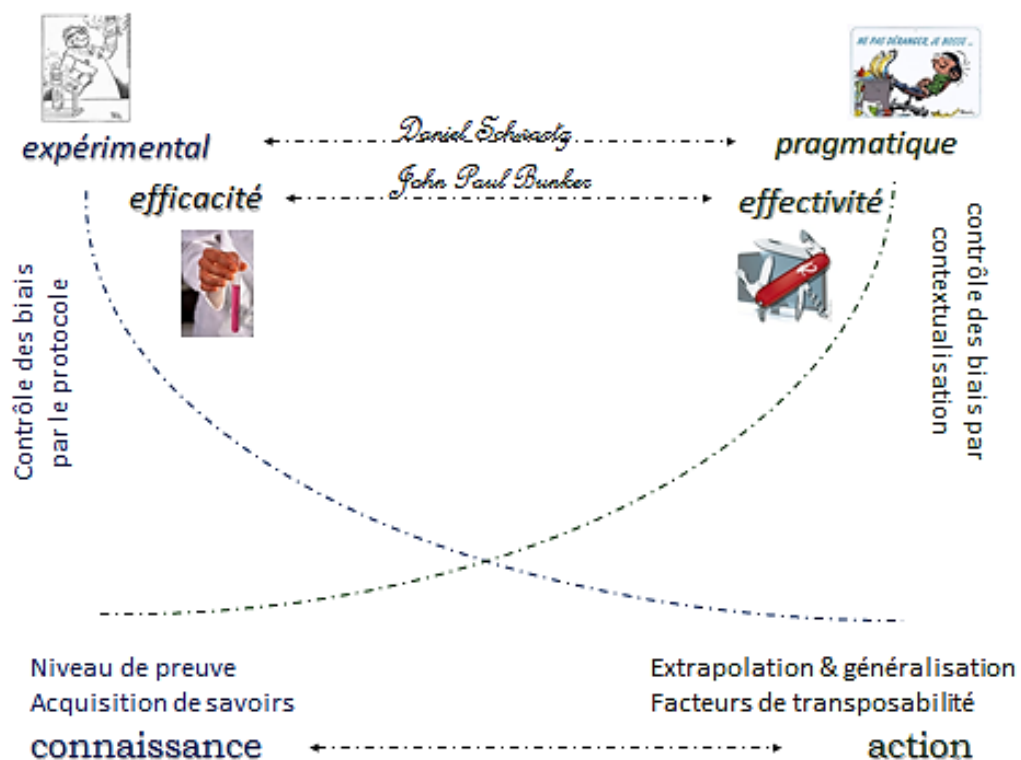 NE PAS DÉRANGER, JE BOSSE ...
expérimental
Daniel Schwartz
pragmatique
John Paul Bunker
efficacité
effectivité
Contrôle des biais
par le protocole
contrôle des biais par
contextualisation
Niveau de preuve
Acquisition de savoirs
connaissance
Extrapolation & généralisation
Facteurs de transposabilité
action